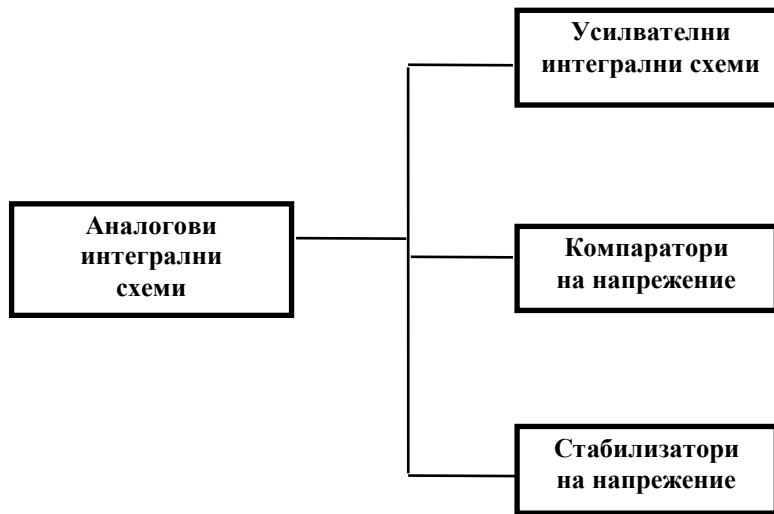 Усилвателни
интегрални схеми
Аналогови
интегрални
схеми
Компаратори
на напрежение
Стабилизатори
на напрежение